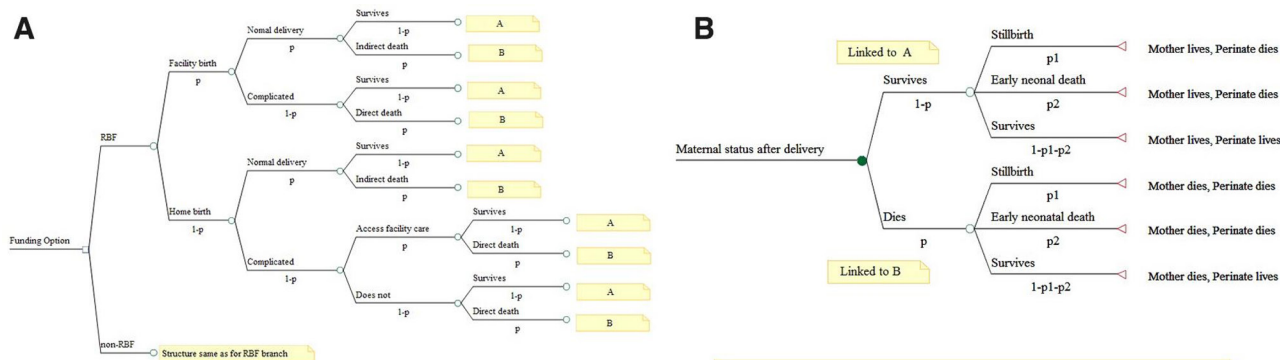 A
Survives
1-p
A
Nomal delivery
p
Indirect death
p
B
Facility birth
p
Survives
1-p
A
Complicated
1-p
Direct death
p
B
RBF
Survives
1-p
A
Normal delivery
p
Indirect death
p
B
Home birth
1-p
Survives
1-p
A
Access facility care
p
Direct death
p
B
Funding Option
Complicated
1-p
Survives
1-p
A
Does not
1-p
Direct death
p
B
non-RBF
Structure same as for RBF branch
B
Linked to A
Stillbirth
p1
Mother lives, Perinate dies
Survives
1-p
Early neonal death
p2
Mother lives, Perinate dies
Survives
1-p1-p2
Mother lives, Perinate lives
Maternal status after delivery
Stillbirth
p1
Mother dies, Perinate dies
Dies
p
Early neonatal death
p2
Mother dies, Perinate dies
Linked to B
Survives
1-p1-p2
Mother dies, Perinate lives